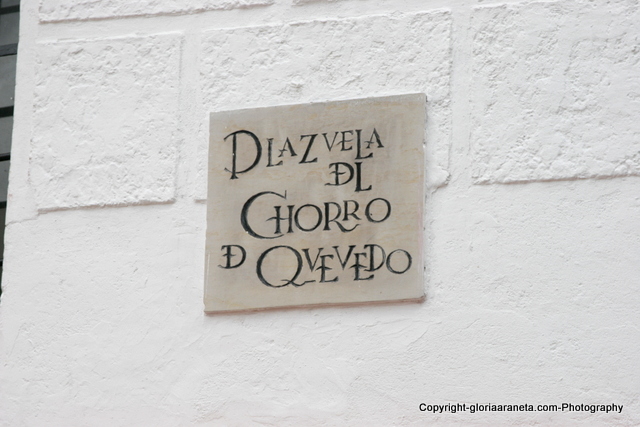 PLAZVELA
DL
CHORRO
D QVEVEDO
Copyright-gloriaaraneta.com-Photography